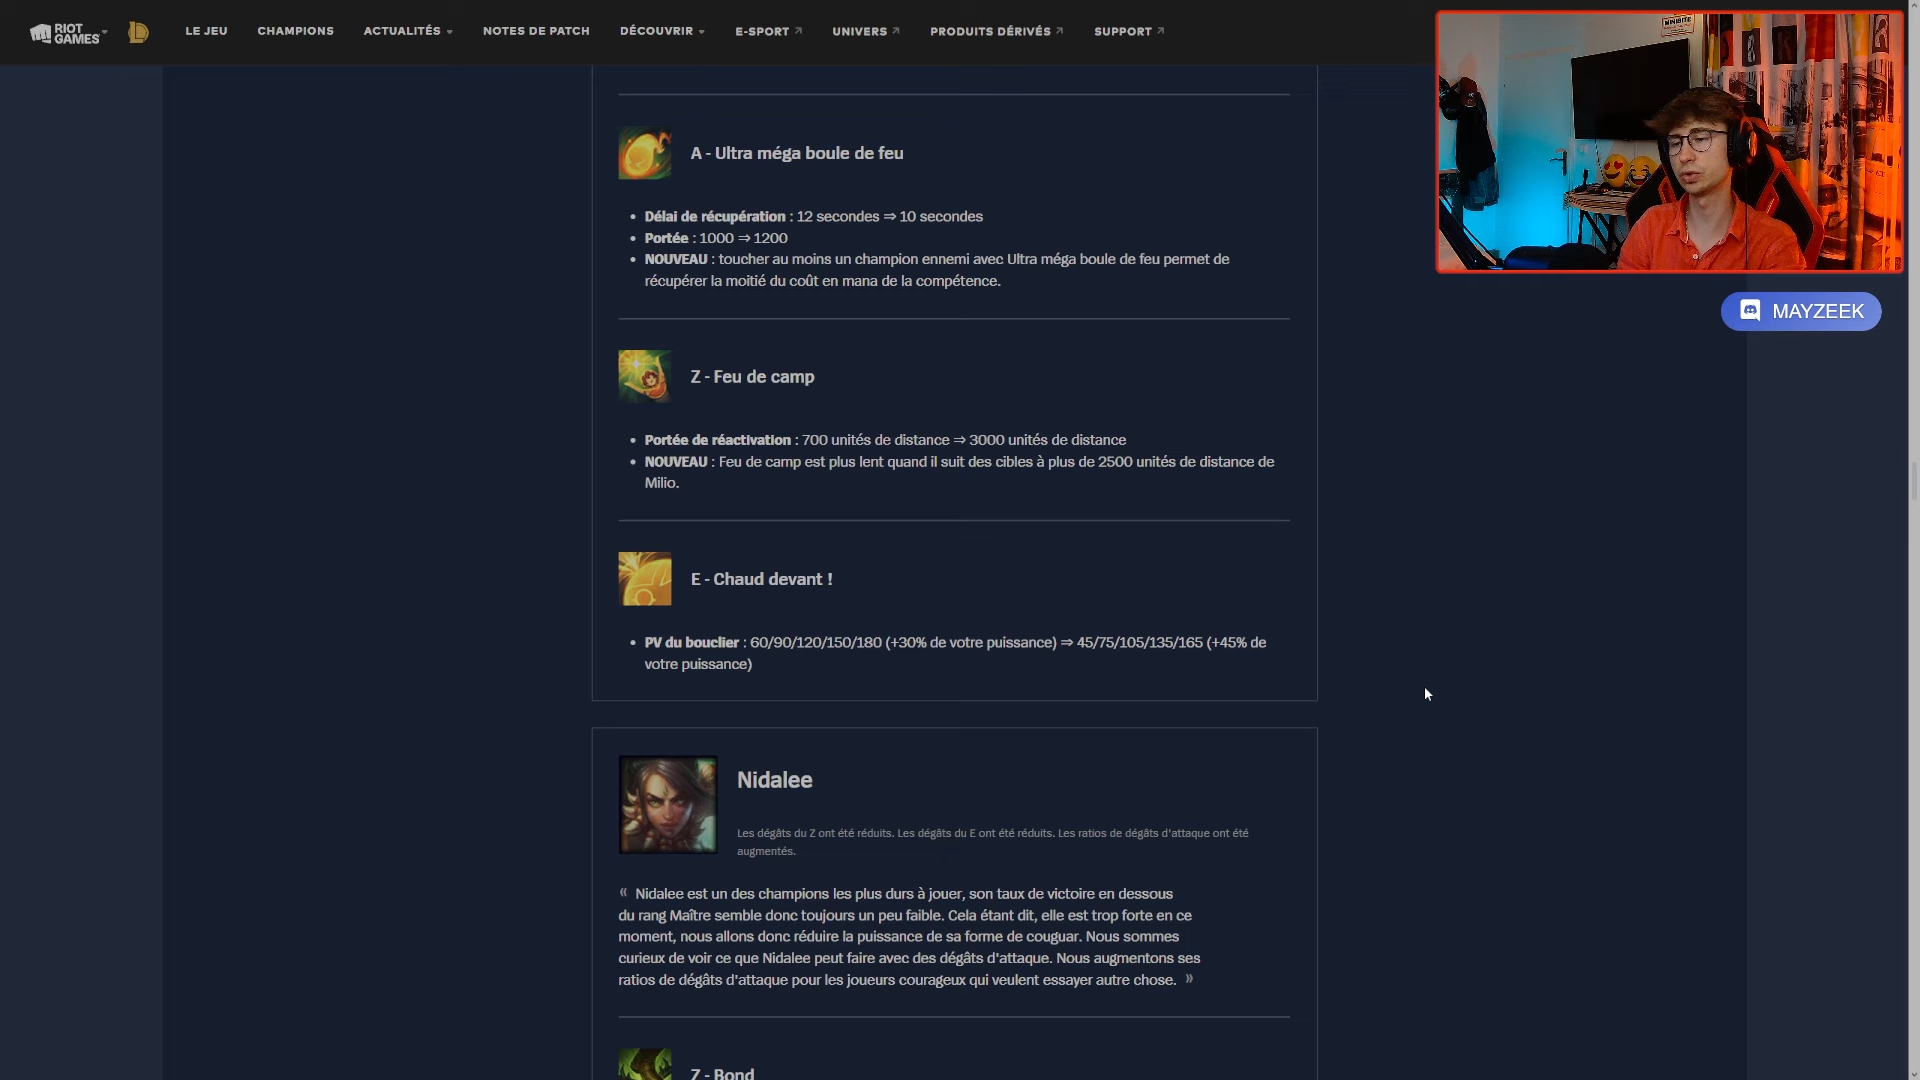 RIOT GAMES
LE JEU
CHAMPIONS
ACTUALITÉS
NOTES DE PATCH
DÉCOUVRIR
E-SPORT
UNIVERS
PRODUITS DÉRIVÉS
SUPPORT
MINIBITE
MAYZEEK
A - Ultra méga boule de feu
• Délai de récupération : 12 secondes ⇒ 10 secondes
• Portée : 1000 ⇒ 1200
• NOUVEAU : toucher au moins un champion ennemi avec Ultra méga boule de feu permet de
récupérer la moitié du coût en mana de la compétence.
Z - Feu de camp
• Portée de réactivation : 700 unités de distance ⇒ 3000 unités de distance
• NOUVEAU : Feu de camp est plus lent quand il suit des cibles à plus de 2500 unités de distance de
Milio.
E - Chaud devant !
• PV du bouclier : 60/90/120/150/180 (+30% de votre puissance) ⇒ 45/75/105/135/165 (+45% de
votre puissance)
Nidalee
Les dégâts du Z ont été réduits. Les dégâts du E ont été réduits. Les ratios de dégâts d'attaque ont été
augmentés.
« Nidalee est un des champions les plus durs à jouer, son taux de victoire en dessous
du rang Maître semble donc toujours un peu faible. Cela étant dit, elle est trop forte en ce
moment, nous allons donc réduire la puissance de sa forme de couguar. Nous sommes
curieux de voir ce que Nidalee peut faire avec des dégâts d'attaque. Nous augmentons ses
ratios de dégâts d'attaque pour les joueurs courageux qui veulent essayer autre chose. »
Z - Bond